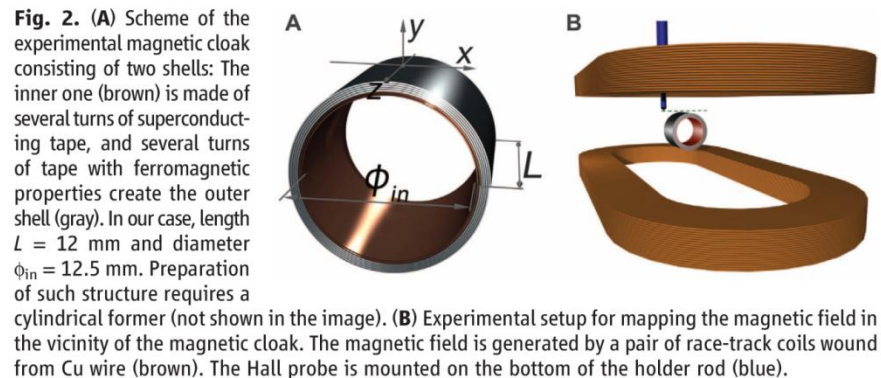 Fig. 2. (A) Scheme of the
experimental magnetic cloak
consisting of two shells: The
inner one (brown) is made of
several turns of superconduct-
ing tape, and several turns
of tape with ferromagnetic
properties create the outer
shell (gray). In our case, length
L = 12 mm and diameter
ϕin = 12.5 mm. Preparation
of such structure requires a
cylindrical former (not shown in the image). (B) Experimental setup for mapping the magnetic field in
the vicinity of the magnetic cloak. The magnetic field is generated by a pair of race-track coils wound
from Cu wire (brown). The Hall probe is mounted on the bottom of the holder rod (blue).
A
y
x
z
L
ϕin
B